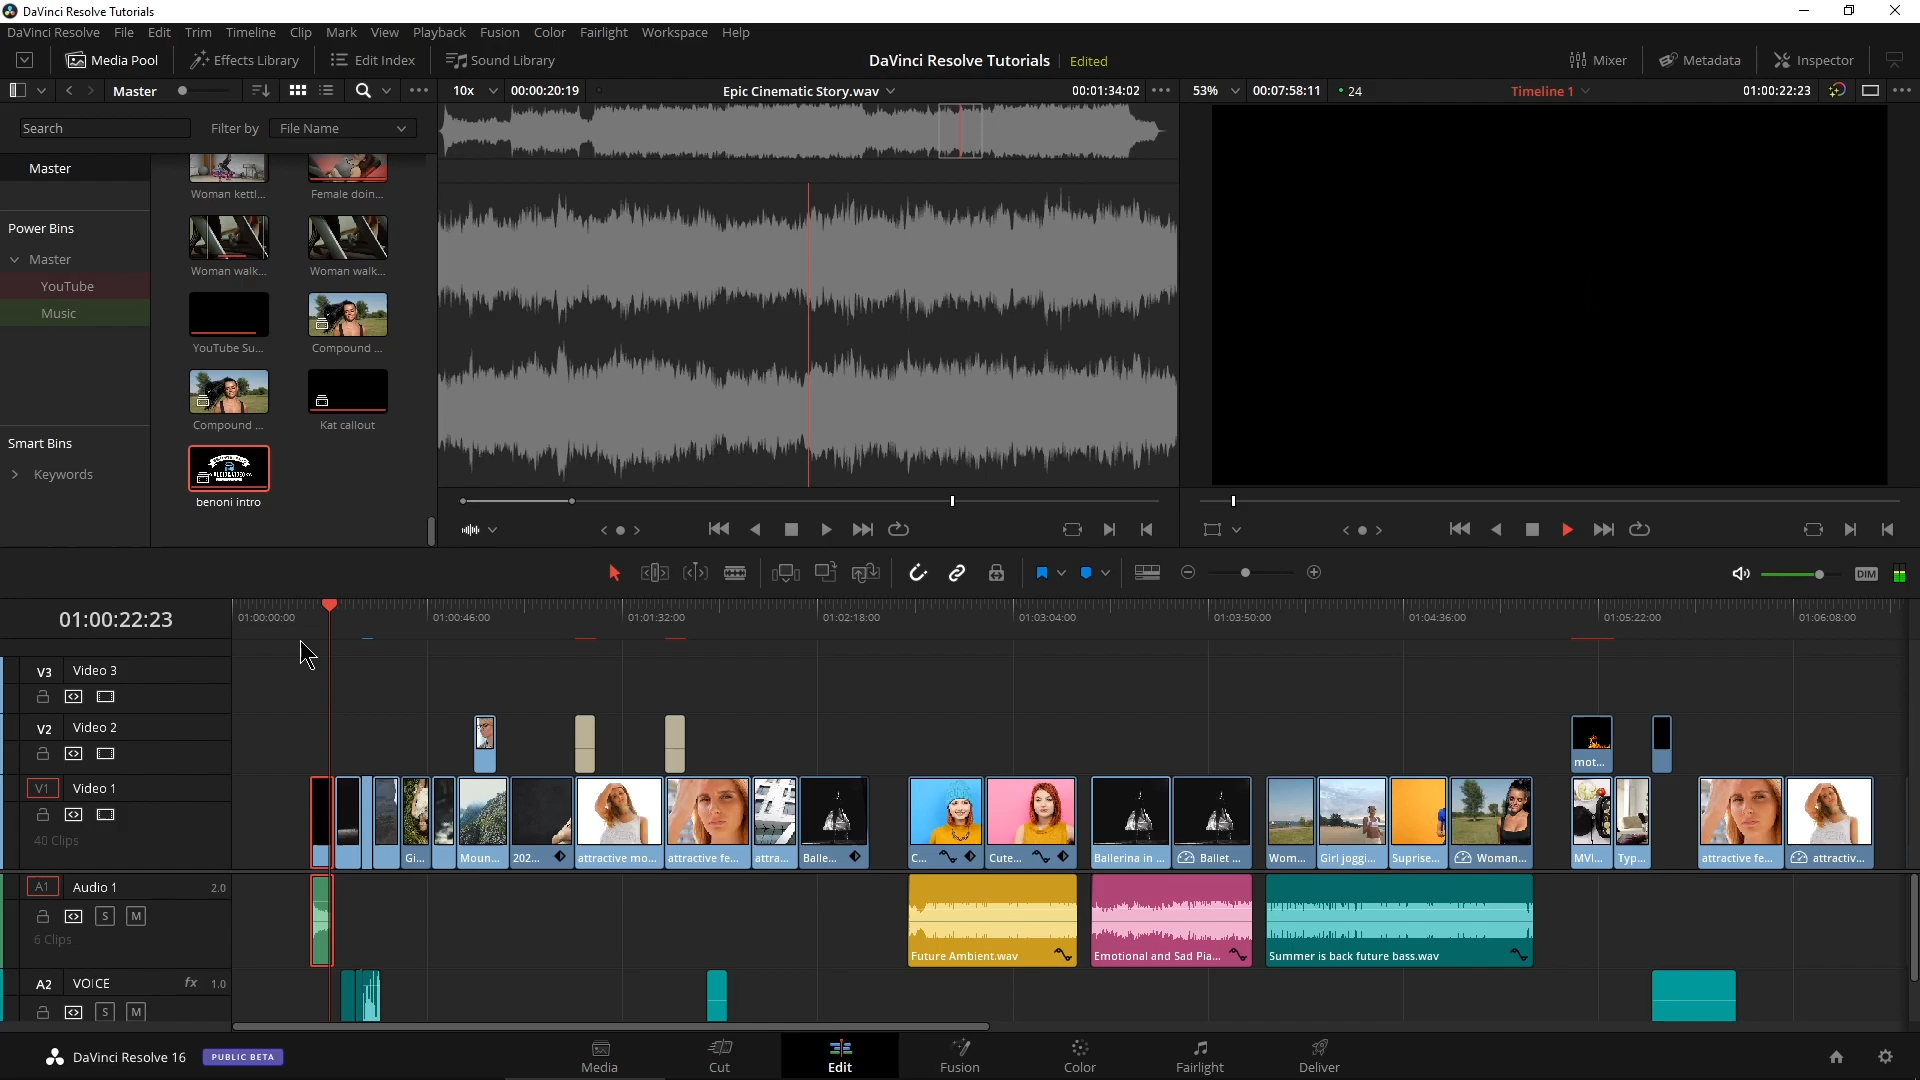 DaVinci Resolve Tutorials
DaVinci Resolve File Edit Trim Timeline Clip Mark View Playback Fusion Color Fairlight Workspace Help
Media Pool Effects Library Edit Index Sound Library DaVinci Resolve Tutorials Edited Mixer Metadata Inspector
Master 10x 00:00:20:19 Epic Cinematic Story.wav 00:01:34:02 53% 00:07:58:11 24 Timeline 1 01:00:22:23
Search Filter by File Name
Master
Woman kettl... Female doin...
Power Bins
Master
Woman walk... Woman walk...
YouTube
Music
YouTube Su... Compound ...
Compound ... Kat callout
Smart Bins
Keywords
benoni intro
DIM
01:00:22:23 01:00:00:00 01:00:46:00 01:01:32:00 01:02:18:00 01:03:04:00 01:03:50:00 01:04:36:00 01:05:22:00 01:06:08:00
V3 Video 3
V2 Video 2
mot...
V1 Video 1
40 Clips
Gi... Moun... 202... attractive mo... attractive fe... attra... Balle... C... Cute... Ballerina in ... Ballet ... Wom... Girl joggi... Suprise... Woman... MVI... Typ... attractive fe... attractiv...
A1 Audio 1 2.0
S M
6 Clips
Future Ambient.wav Emotional and Sad Pia... Summer is back future bass.wav
A2 VOICE fx 1.0
S M
DaVinci Resolve 16 PUBLIC BETA
Media Cut Edit Fusion Color Fairlight Deliver